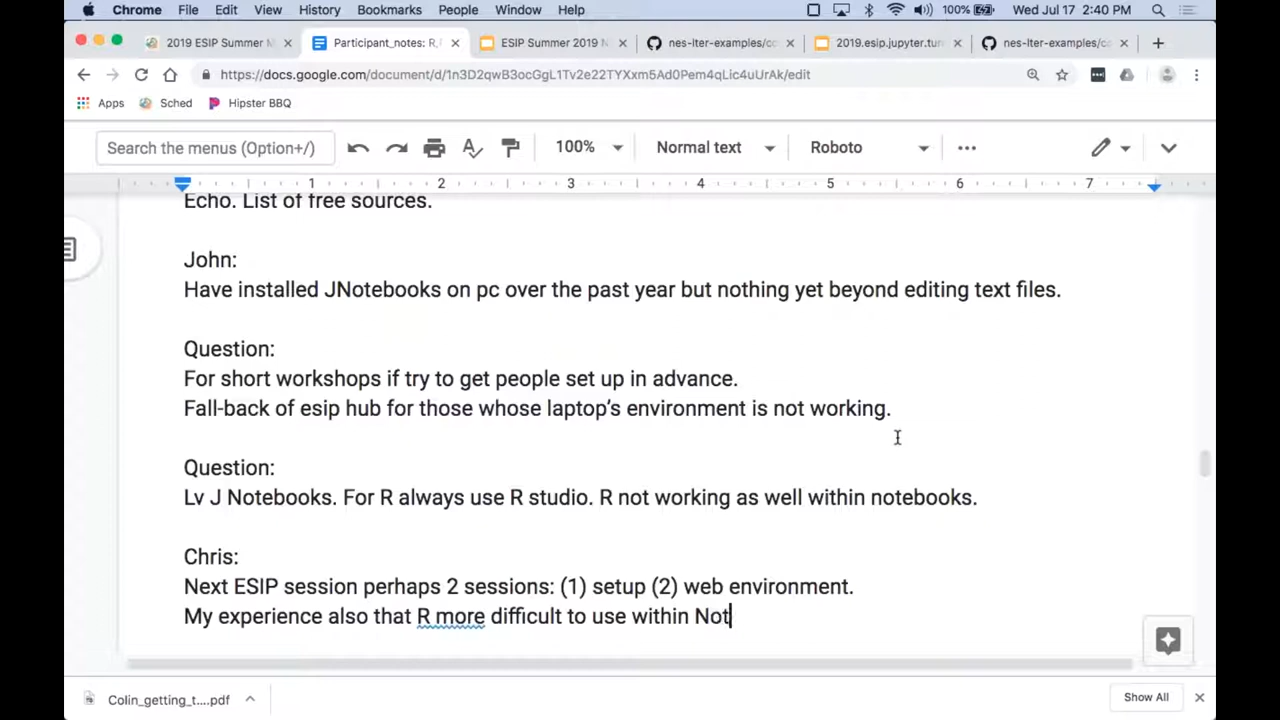 Chrome File Edit View History Bookmarks People Window Help 100% Wed Jul 17 2:40 PM
2019 ESIP Summer M Participant_notes: R, ESIP Summer 2019 N nes-lter-examples/co 2019.esip.jupyter.tun nes-lter-examples/co
https://docs.google.com/document/d/1n3D2qwB3ocGgL1Tv2e22TYXxm5Ad0Pem4qLic4uUrAk/edit
Apps Sched Hipster BBQ
Search the menus (Option+/) 100% Normal text Roboto
1 2 3 4 5 6 7
Echo. List of free sources.
John:
Have installed JNotebooks on pc over the past year but nothing yet beyond editing text files.
Question:
For short workshops if try to get people set up in advance.
Fall-back of esip hub for those whose laptop's environment is not working.
Question:
Lv J Notebooks. For R always use R studio. R not working as well within notebooks.
Chris:
Next ESIP session perhaps 2 sessions: (1) setup (2) web environment.
My experience also that R more difficult to use within Not
Colin_getting_t....pdf Show All